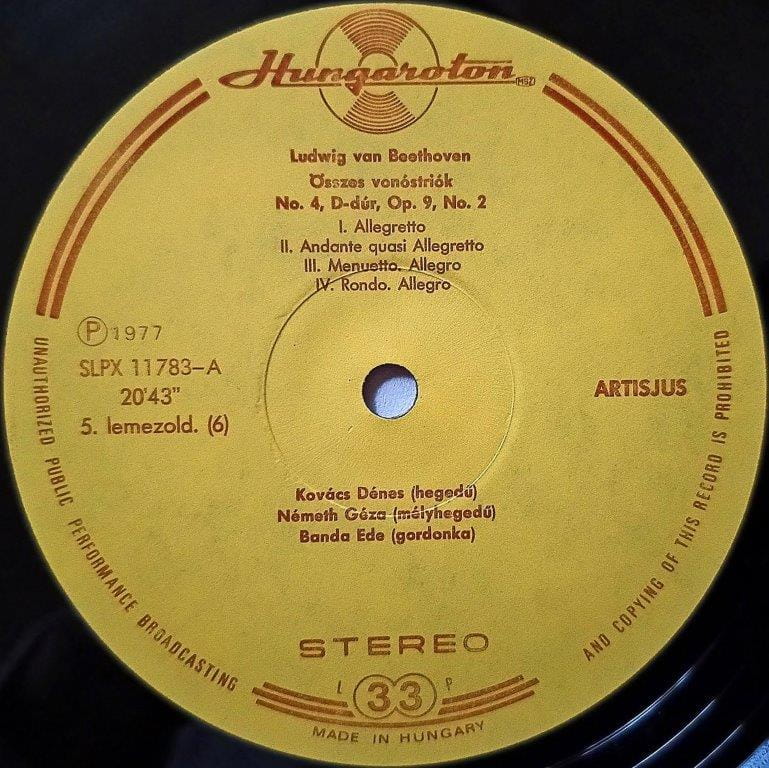 Hungaroton MSZ
Ludwig van Beethoven
Összes vonóstriók
No. 4, D-dúr, Op. 9, No. 2
I. Allegretto
II. Andante quasi Allegretto
III. Menuetto. Allegro
IV. Rondo. Allegro
Ⓟ 1977
SLPX 11783–A
20'43"
5. lemezold. (6)
ARTISJUS
Kovács Dénes (hegedű)
Németh Géza (mélyhegedű)
Banda Ede (gordonka)
STEREO
L 33 P
MADE IN HUNGARY
UNAUTHORIZED PUBLIC PERFORMANCE BROADCASTING
AND COPYING OF THIS RECORD IS PROHIBITED